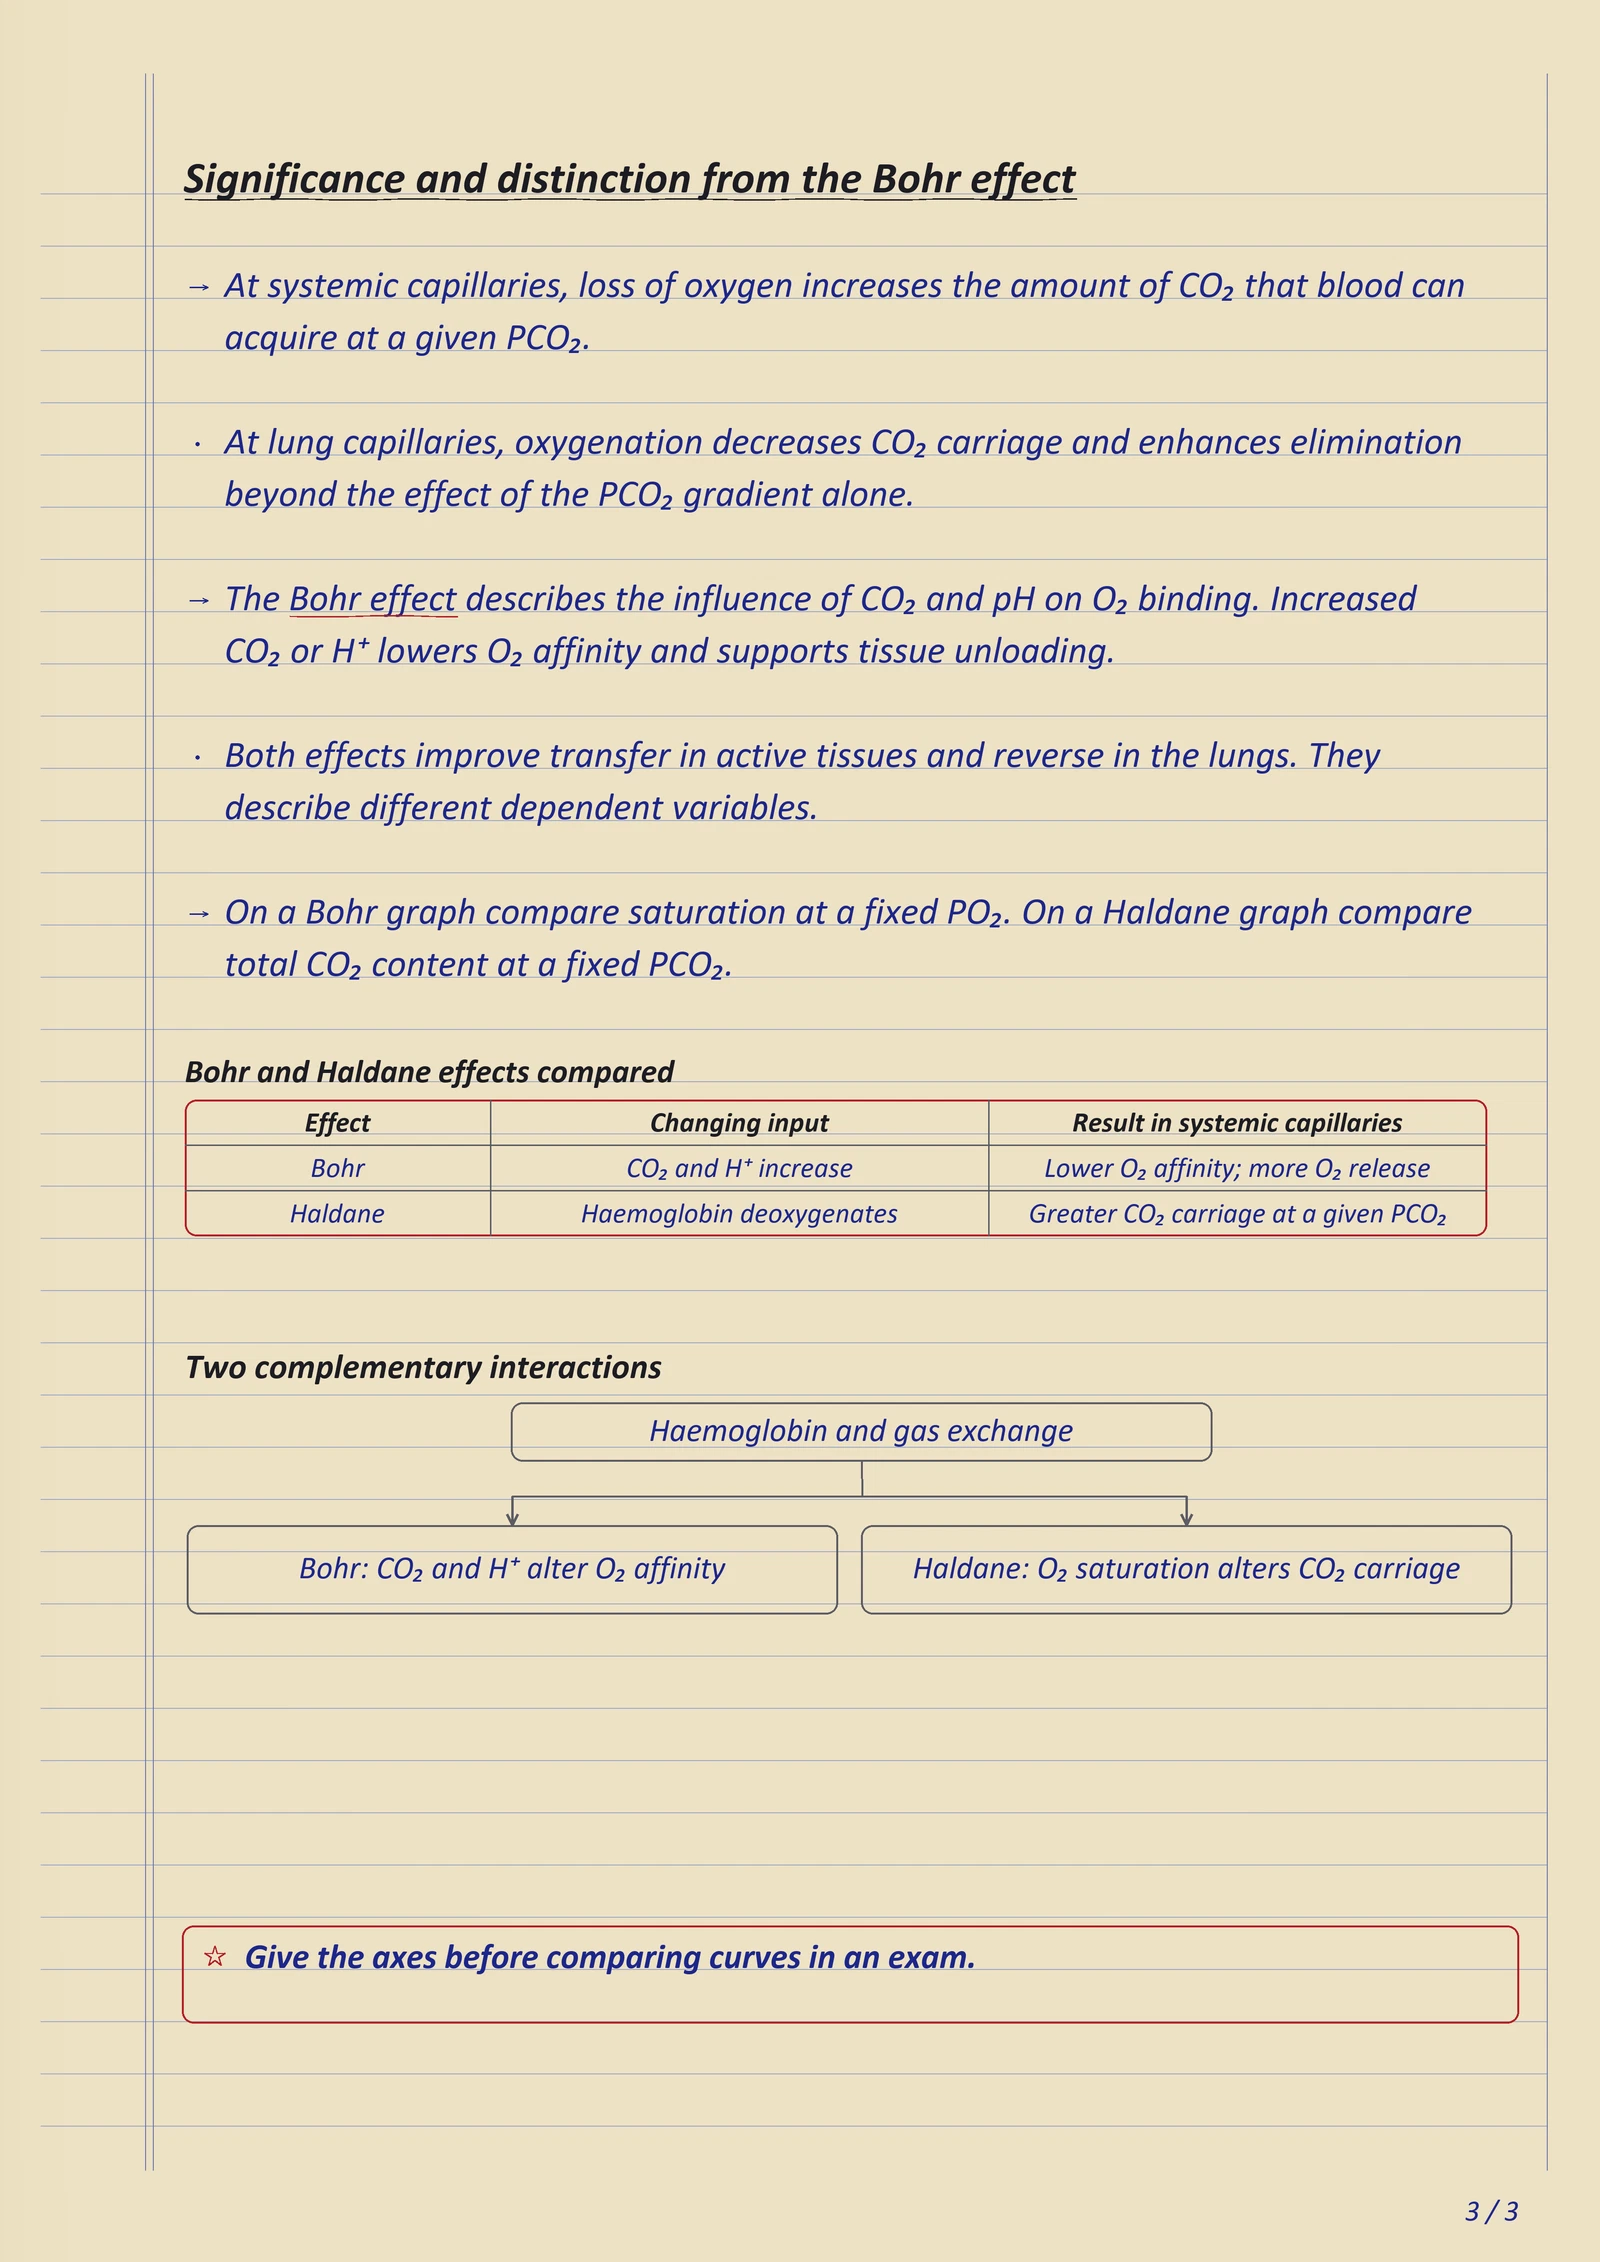 Significance and distinction from the Bohr effect
→ At systemic capillaries, loss of oxygen increases the amount of CO₂ that blood can
acquire at a given PCO₂.
· At lung capillaries, oxygenation decreases CO₂ carriage and enhances elimination
beyond the effect of the PCO₂ gradient alone.
→ The Bohr effect describes the influence of CO₂ and pH on O₂ binding. Increased
CO₂ or H⁺ lowers O₂ affinity and supports tissue unloading.
· Both effects improve transfer in active tissues and reverse in the lungs. They
describe different dependent variables.
→ On a Bohr graph compare saturation at a fixed PO₂. On a Haldane graph compare
total CO₂ content at a fixed PCO₂.
Bohr and Haldane effects compared
Effect Changing input Result in systemic capillaries
Bohr CO₂ and H⁺ increase Lower O₂ affinity; more O₂ release
Haldane Haemoglobin deoxygenates Greater CO₂ carriage at a given PCO₂
Two complementary interactions
Haemoglobin and gas exchange
Bohr: CO₂ and H⁺ alter O₂ affinity
Haldane: O₂ saturation alters CO₂ carriage
☆ Give the axes before comparing curves in an exam.
3 / 3